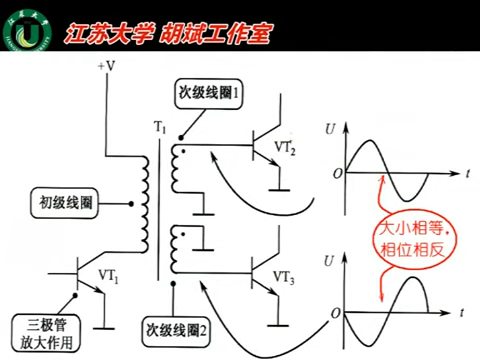 江苏大学 胡斌工作室
+V
次级线圈1
T1
VT2
U
O
t
初级线圈
大小相等,
相位相反
VT1
VT3
U
O
t
三极管
放大作用
次级线圈2